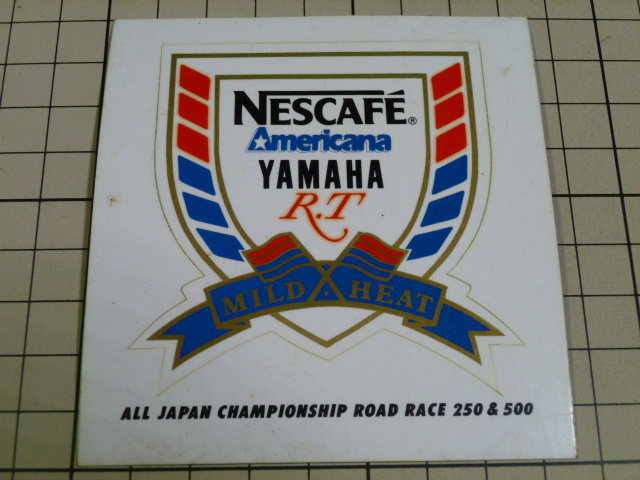 NESCAFÉ®
Americana
YAMAHA
R.T
MILD HEAT
ALL JAPAN CHAMPIONSHIP ROAD RACE 250 & 500